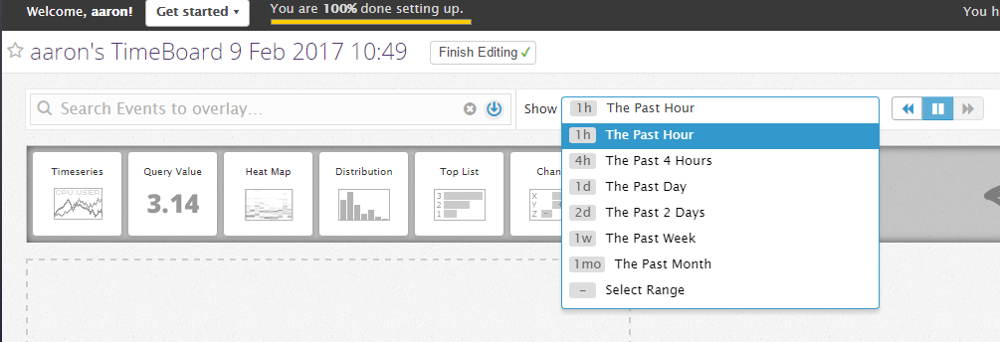 Welcome, aaron!
Get started
You are 100% done setting up.
You h
aaron's TimeBoard 9 Feb 2017 10:49
Finish Editing ✓
Search Events to overlay...
Show
1h The Past Hour
1h The Past Hour
4h The Past 4 Hours
1d The Past Day
2d The Past 2 Days
1w The Past Week
1mo The Past Month
– Select Range
Timeseries
CPU.USER
Query Value
3.14
Heat Map
Distribution
Top List
3
2
1
Chan
X
Y
Z